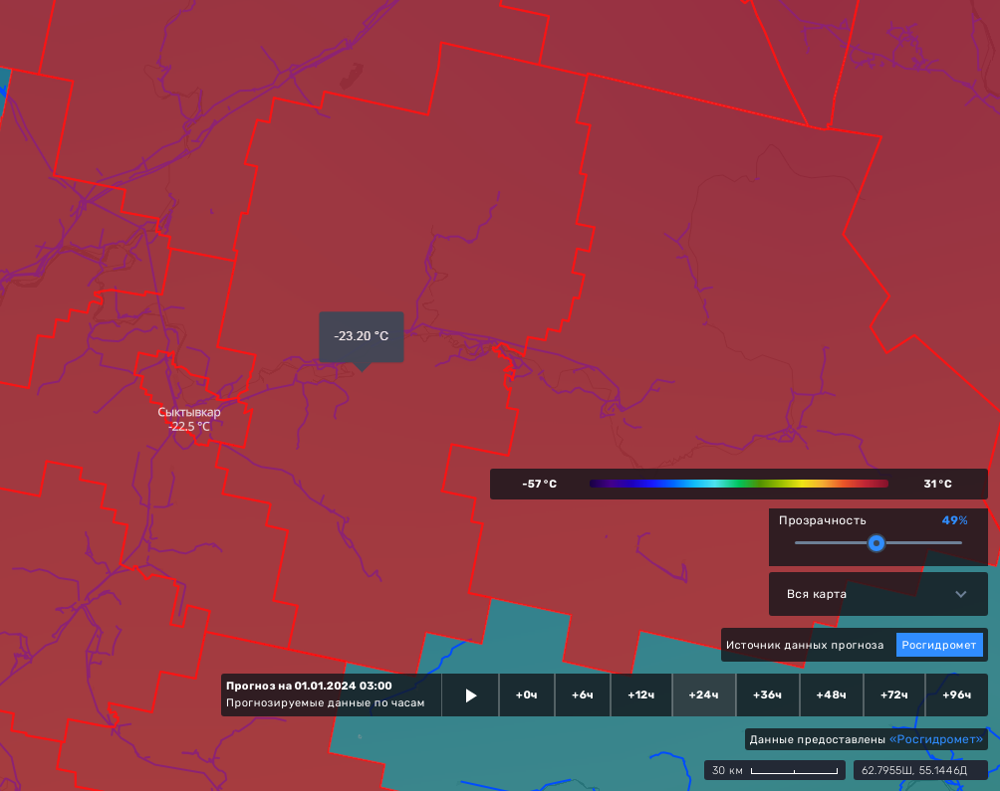 -23.20 °C
Сыктывкар
-22.5 °C
-57 °C 31 °C
Прозрачность 49%
Вся карта
Источник данных прогноза Росгидромет
Прогноз на 01.01.2024 03:00
Прогнозируемые данные по часам
+0ч +6ч +12ч +24ч +36ч +48ч +72ч +96ч
Данные предоставлены «Росгидромет»
30 км 62.7955Ш, 55.1446Д